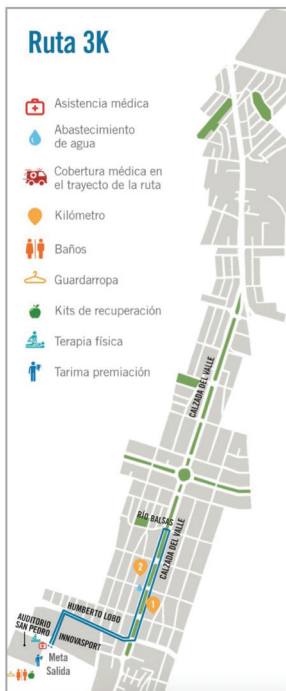 Ruta 3K
Asistencia médica
Abastecimiento
de agua
Cobertura médica en
el trayecto de la ruta
Kilómetro
Baños
Guardarropa
Kits de recuperación
Terapia física
Tarima premiación
CALZADA DEL VALLE
RÍO BALSAS
CALZADA DEL VALLE
2
1
HUMBERTO LOBO
AUDITORIO
SAN PEDRO
INNOVASPORT
Meta
Salida